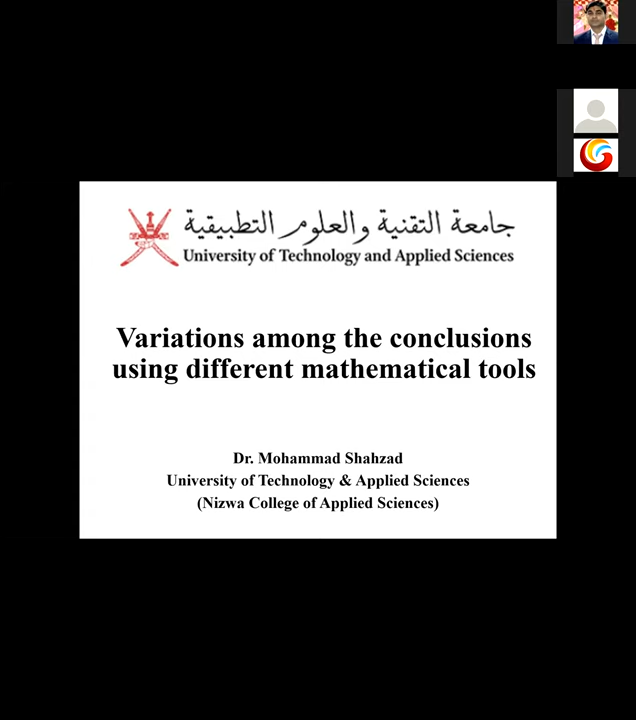 جامعة التقنية والعلوم التطبيقية
University of Technology and Applied Sciences
Variations among the conclusions
using different mathematical tools
Dr. Mohammad Shahzad
University of Technology & Applied Sciences
(Nizwa College of Applied Sciences)